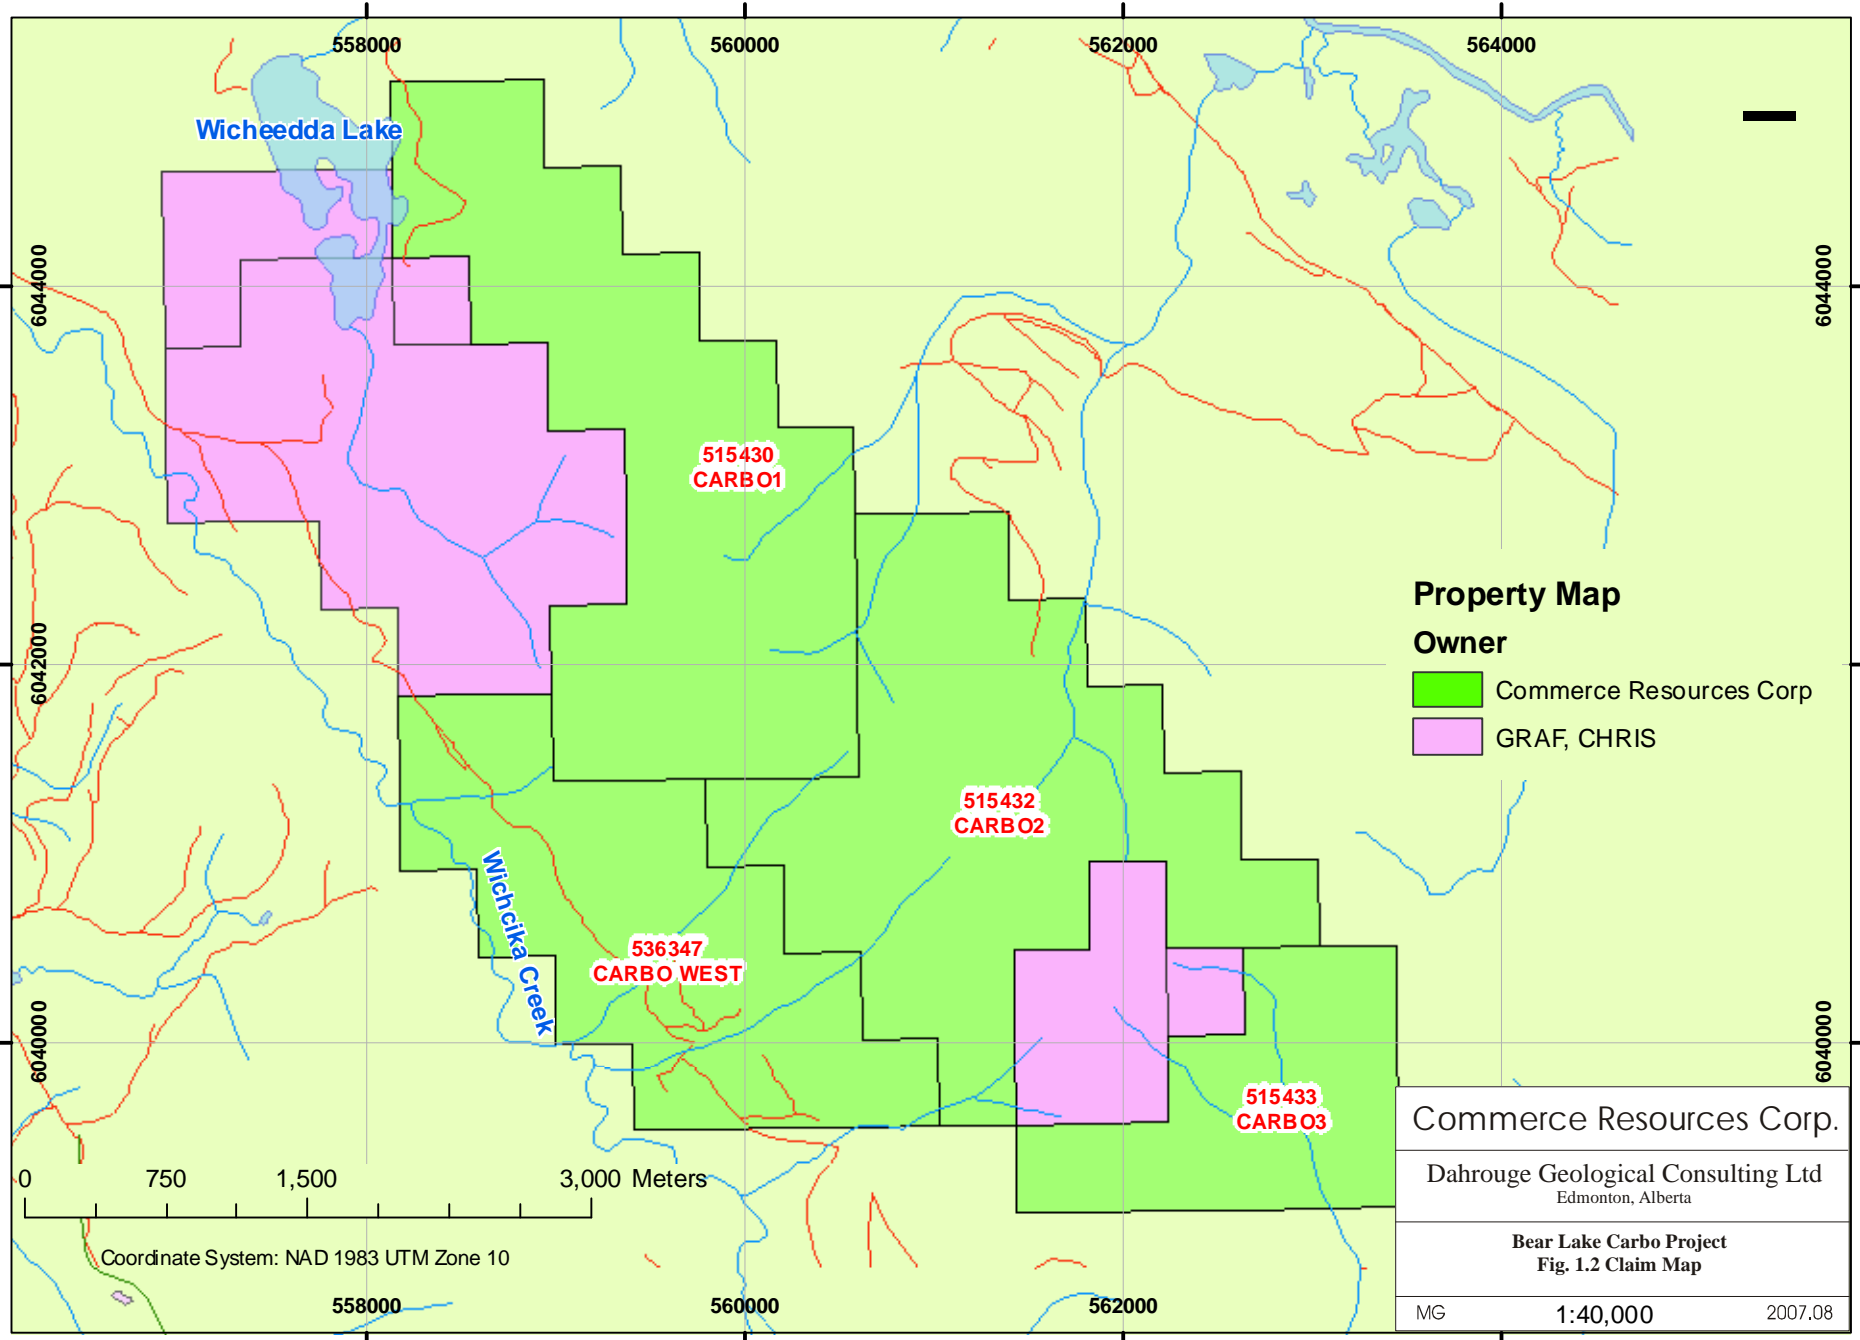 558000
560000
562000
564000
Wicheedda Lake
6044000
6044000
515430
CARBO1
Property Map
Owner
Commerce Resources Corp
GRAF, CHRIS
6042000
515432
CARBO2
Wichcika Creek
536347
CARBO WEST
6040000
6040000
515433
CARBO3
0 750 1,500 3,000 Meters
Coordinate System: NAD 1983 UTM Zone 10
558000
560000
562000
Commerce Resources Corp.
Dahrouge Geological Consulting Ltd
Edmonton, Alberta
Bear Lake Carbo Project
Fig. 1.2 Claim Map
MG 1:40,000 2007.08